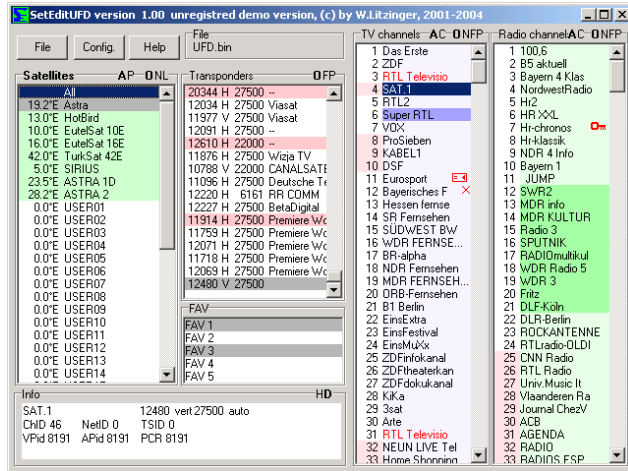 SetEditUFD version 1.00 unregistred demo version, (c) by W.Litzinger, 2001-2004
File Config. Help
File
UFD.bin
Satellites AP-ONL
All
19.2°E Astra
13.0°E HotBird
10.0°E EutelSat 10E
16.0°E EutelSat 16E
42.0°E TurkSat 42E
5.0°E SIRIUS
23.5°E ASTRA 1D
28.2°E ASTRA 2
0.0°E USER01
0.0°E USER02
0.0°E USER03
0.0°E USER04
0.0°E USER05
0.0°E USER06
0.0°E USER07
0.0°E USER08
0.0°E USER09
0.0°E USER10
0.0°E USER11
0.0°E USER12
0.0°E USER13
0.0°E USER14
Transponders OFP
20344 H 27500 --
12034 H 27500 Viasat
11977 V 27500 Viasat
12091 H 27500 --
12610 H 22000 --
11876 H 27500 Wizja TV
10788 V 22000 CANALSATE
11096 H 27500 Deutsche Te
12220 H 6161 RR COMM
12227 H 27500 BetaDigital
11914 H 27500 Premiere Wo
11759 H 27500 Premiere Wo
12071 H 27500 Premiere Wo
11718 H 27500 Premiere Wo
12069 H 27500 Premiere Wo
12480 V 27500
FAV
FAV 1
FAV 2
FAV 3
FAV 4
FAV 5
Info HD
SAT.1 12480 vert 27500 auto
ChID 46 NetID 0 TSID 0
VPid 8191 APid 8191 PCR 8191
TV channels AC-ONFP
1 Das Erste
2 ZDF
3 RTL Televisio
4 SAT.1
5 RTL2
6 Super RTL
7 VOX
8 ProSieben
9 KABEL1
10 DSF
11 Eurosport
12 Bayerisches F
13 Hessen fernse
14 SR Fernsehen
15 SÜDWEST BW
16 WDR FERNSE...
17 BR-alpha
18 NDR Fernsehen
19 MDR FERNSEH...
20 ORB-Fernsehen
21 B1 Berlin
22 EinsExtra
23 EinsFestival
24 EinsMuXx
25 ZDFinfokanal
26 ZDFtheaterkan
27 ZDFdokukanal
28 KiKa
29 3sat
30 Arte
31 RTL Televisio
32 NEUN LIVE Tel
33 Home Shopping
Radio channels AC-ONFP
1 100,6
2 B5 aktuell
3 Bayern 4 Klas
4 NordwestRadio
5 Hr2
6 HR XXL
7 Hr-chronos
8 Hr-klassik
9 NDR 4 Info
10 Bayern 1
11 JUMP
12 SWR2
13 MDR info
14 MDR KULTUR
15 Radio 3
16 SPUTNIK
17 RADIOmultikul
18 WDR Radio 5
19 WDR 3
20 Fritz
21 DLF-Köln
22 DLR-Berlin
23 ROCKANTENNE
24 RTLradio-OLDI
25 CNN Radio
26 RTL Radio
27 Univ.Music It
28 Vlaanderen Ra
29 Journal ChezV
30 ACB
31 AGENDA
32 RADIO
33 RADIOS ESP